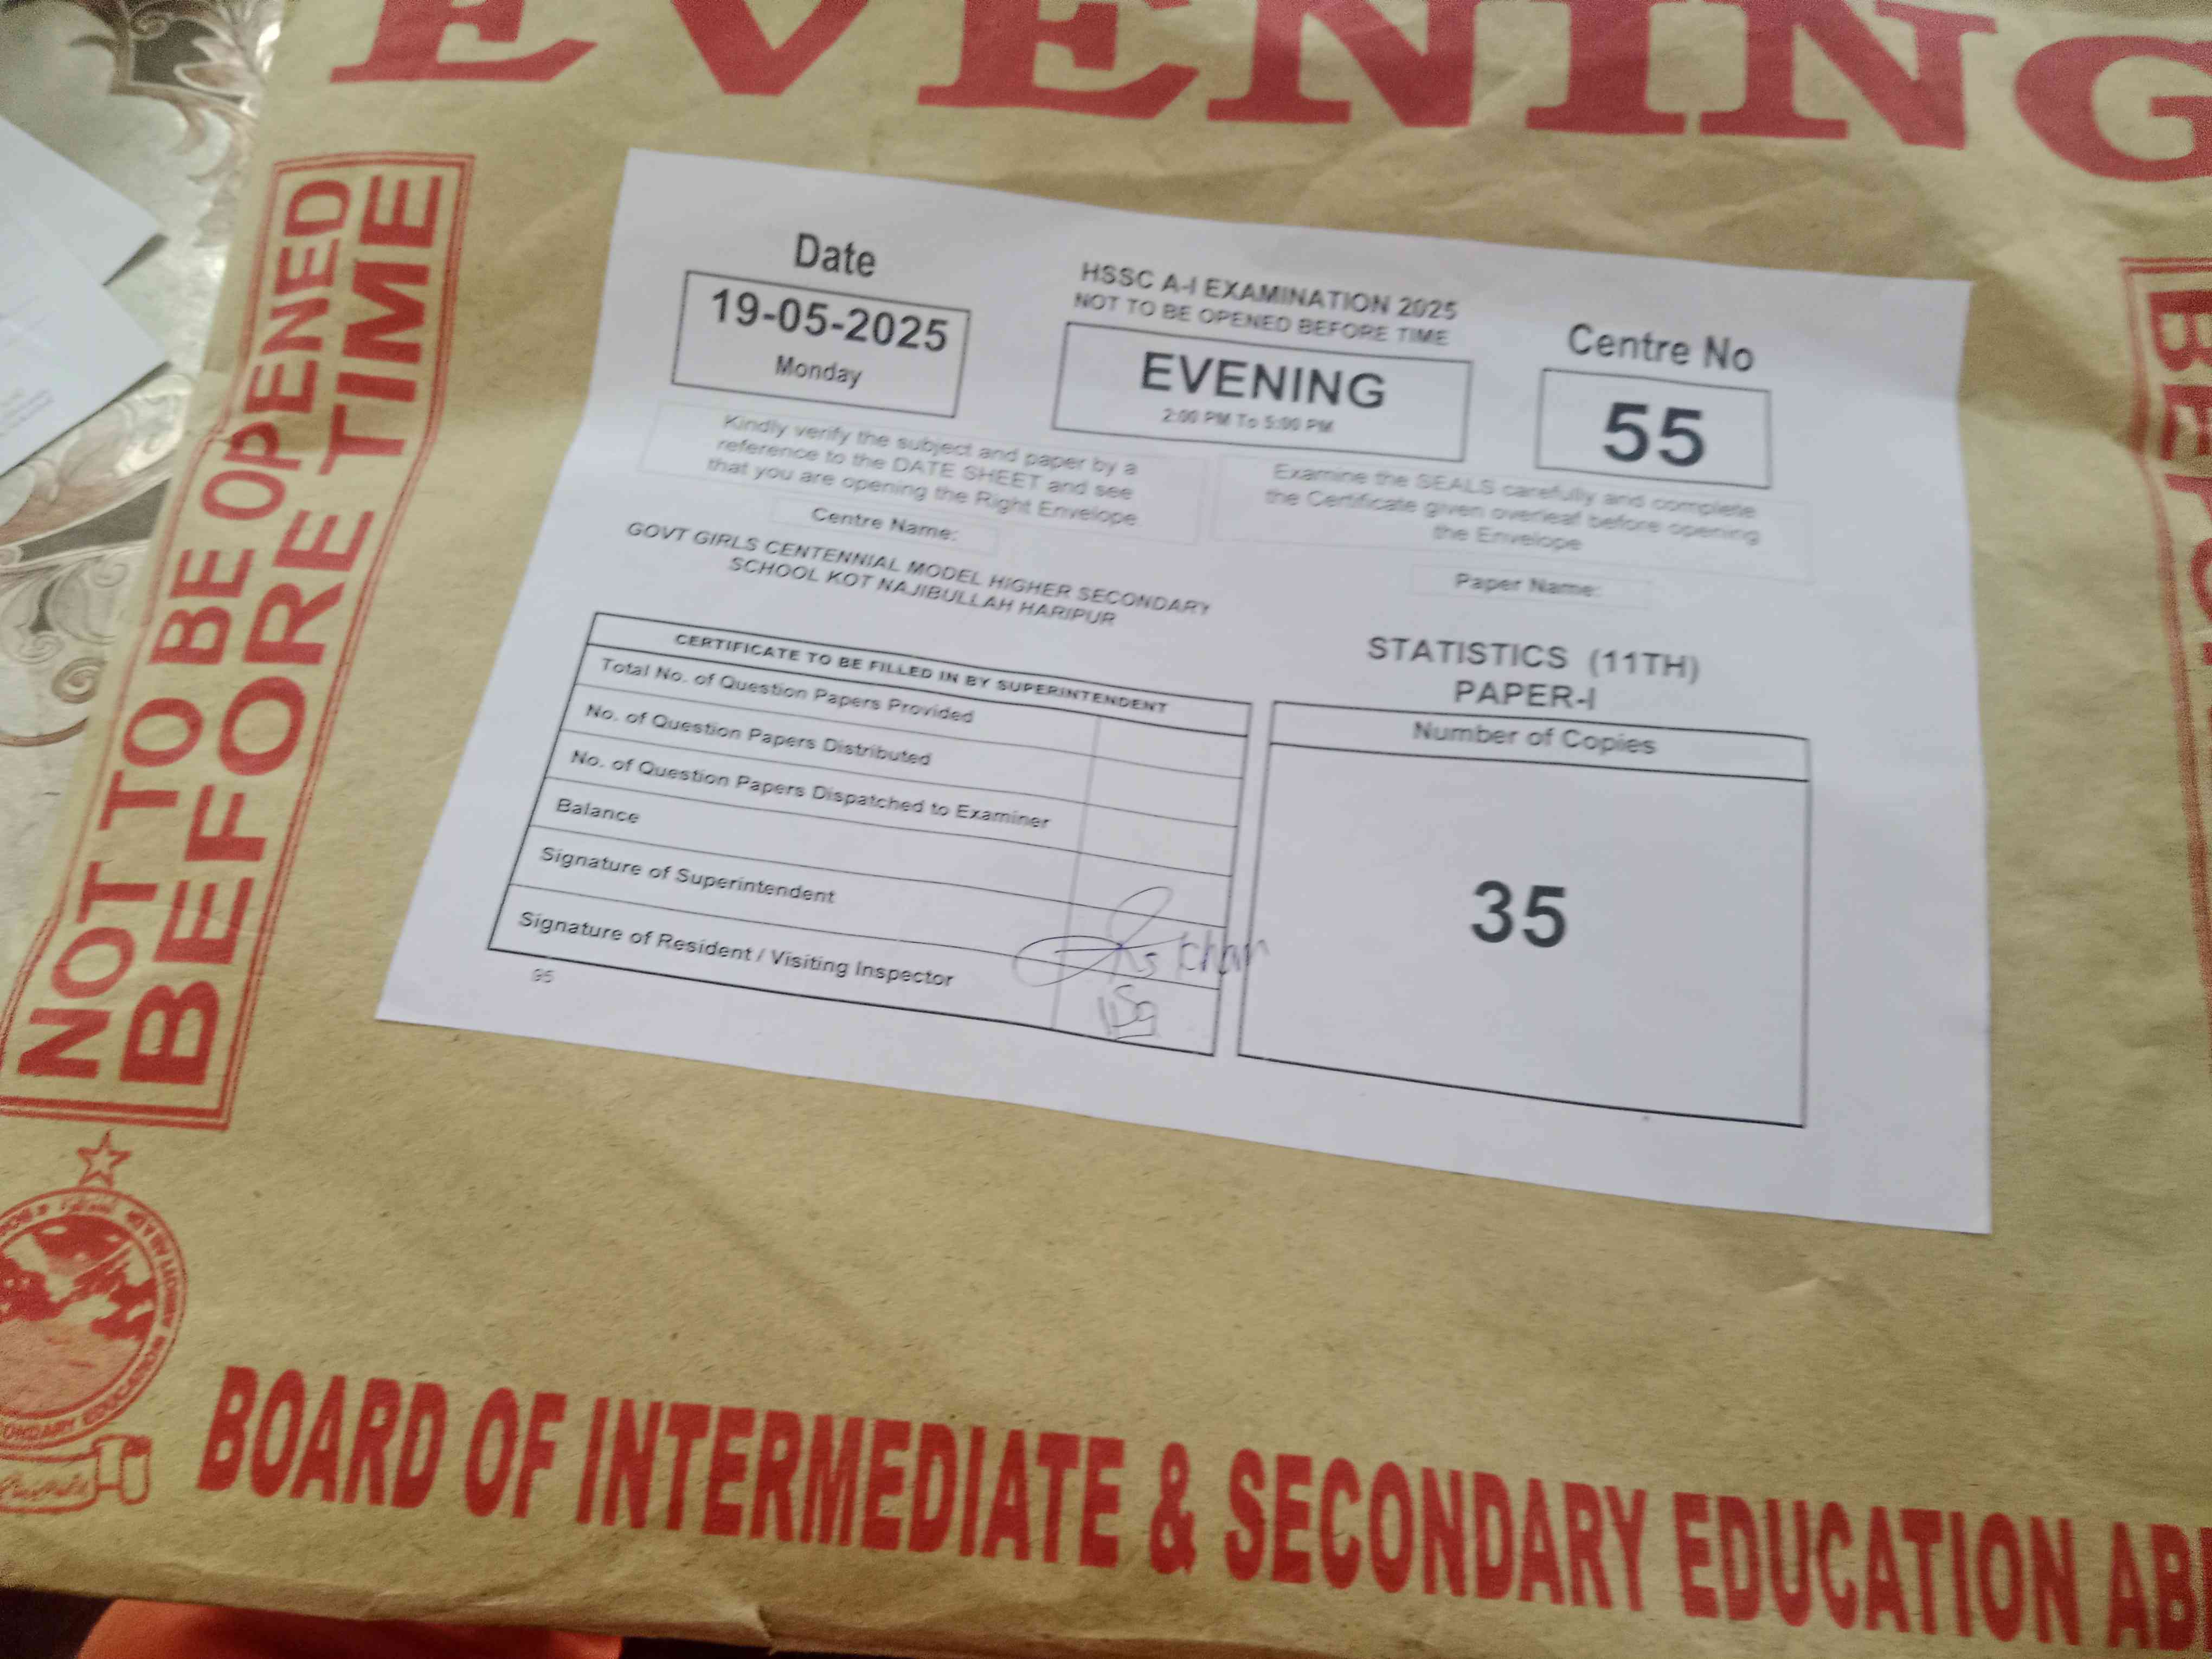 EVENING
NOT TO BE OPENED
BEFORE TIME
Date
19-05-2025
Monday
HSSC A-I EXAMINATION 2025
NOT TO BE OPENED BEFORE TIME
EVENING
2:00 PM To 5:00 PM
Centre No
55
Kindly verify the subject and paper by a
reference to the DATE SHEET and see
that you are opening the Right Envelope
Examine the SEALS carefully and complete
the Certificate given overleaf before opening
the Envelope
Centre Name:
GOVT GIRLS CENTENNIAL MODEL HIGHER SECONDARY
SCHOOL KOT NAJIBULLAH HARIPUR
Paper Name:
STATISTICS (11TH)
PAPER-I
CERTIFICATE TO BE FILLED IN BY SUPERINTENDENT
Total No. of Question Papers Provided
No. of Question Papers Distributed
No. of Question Papers Dispatched to Examiner
Balance
Signature of Superintendent
Signature of Resident / Visiting Inspector
95
Number of Copies
35
BOARD OF INTERMEDIATE & SECONDARY EDUCATION AB